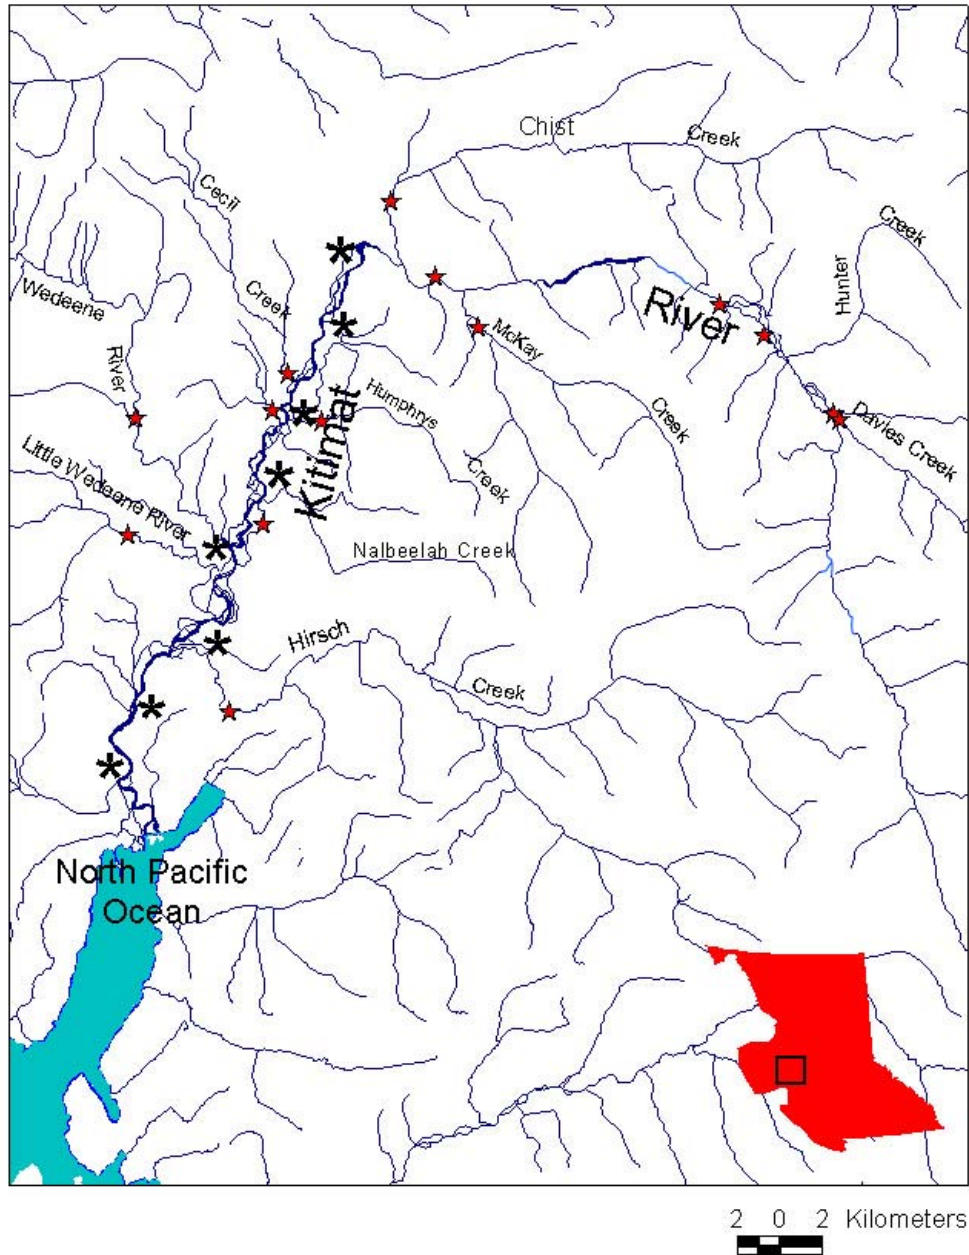 Chist
Creek
Cecil
Creek
Creek
Hunter
Wedeene
River
River
McKay
Creek
Humphrys
Creek
Kitimat
Davies Creek
Little Wedeene River
Nalbeelah Creek
Hirsch
Creek
North Pacific
Ocean
2 0 2 Kilometers